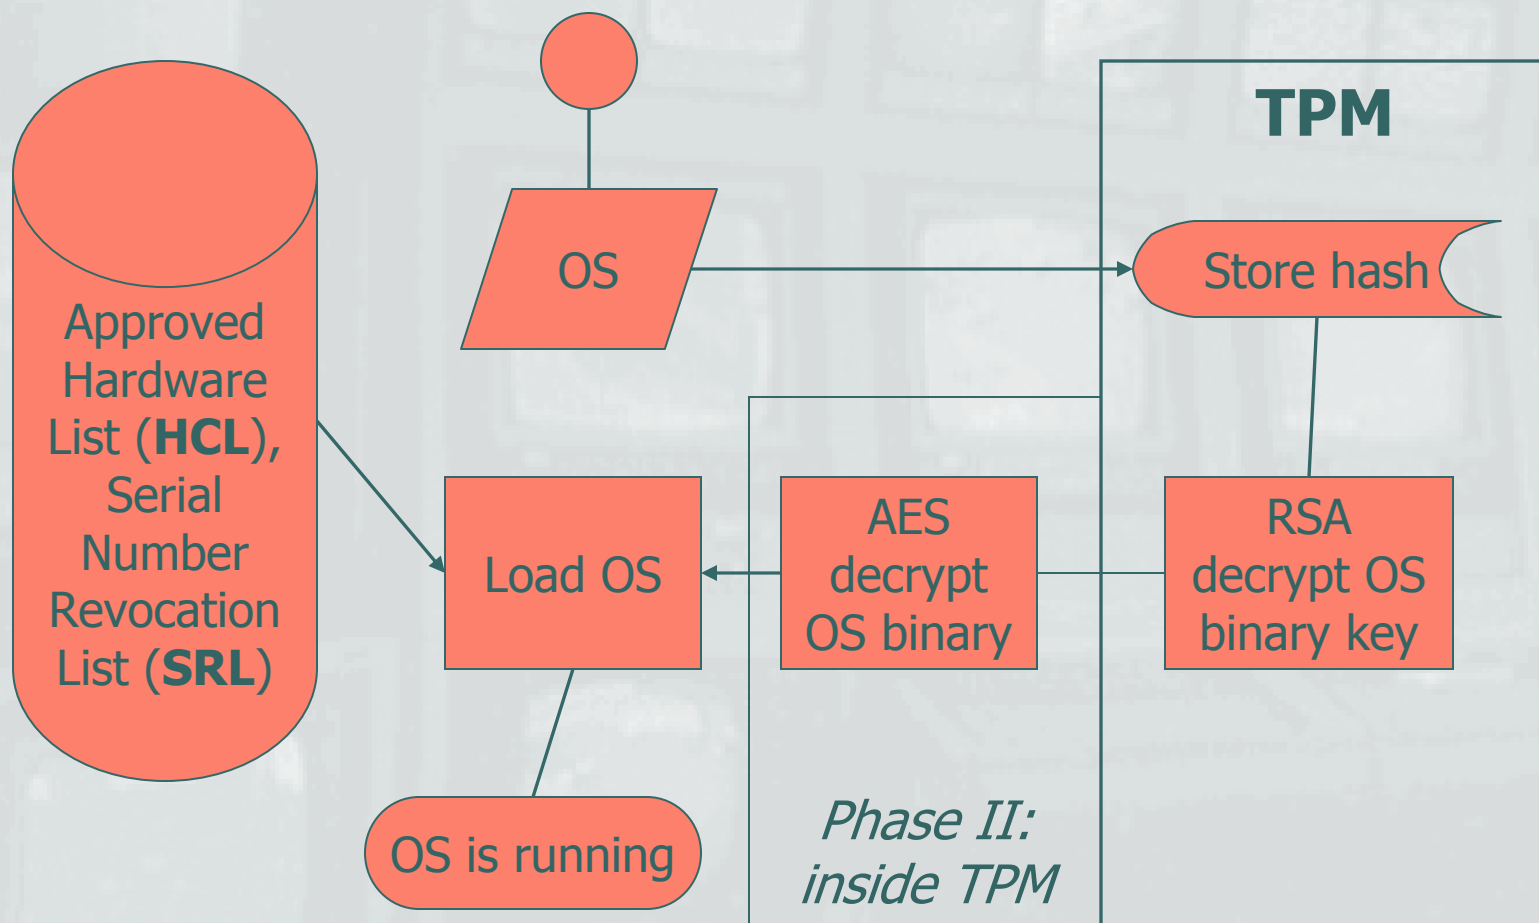 TPM
OS
Store hash
Approved
Hardware
List (HCL),
Serial
Number
Revocation
List (SRL)
Load OS
AES
decrypt
OS binary
RSA
decrypt OS
binary key
OS is running
Phase II:
inside TPM